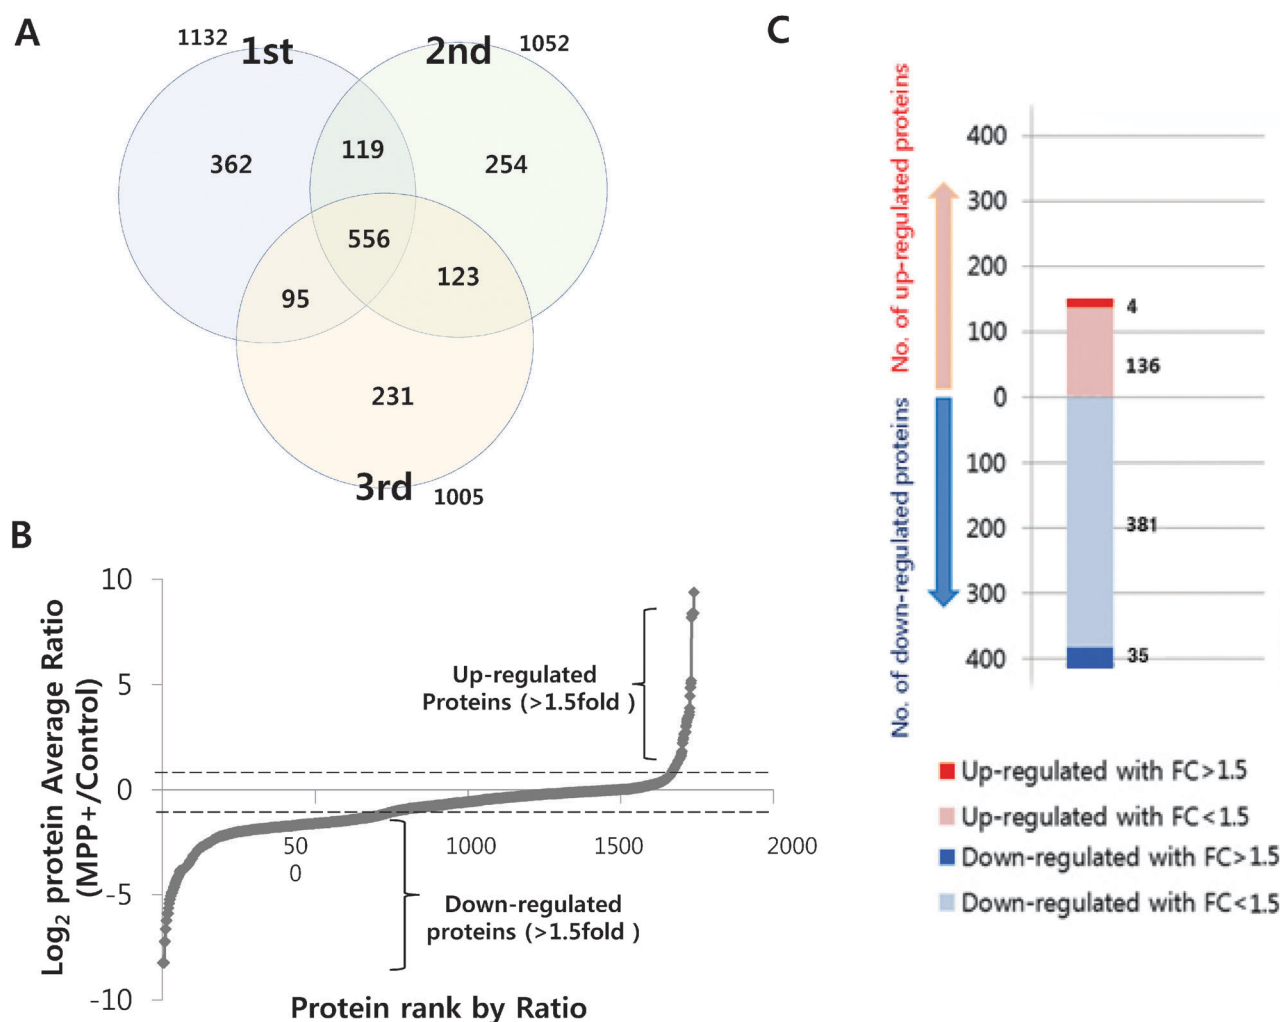 A
1132
1st
2nd
1052
362
119
254
556
95
123
231
3rd
1005
B
Log2 protein Average Ratio
(MPP+/Control)
10
5
0
-5
-10
50
0
1000
1500
2000
Up-regulated
Proteins (>1.5fold )
Down-regulated
proteins (>1.5fold )
Protein rank by Ratio
C
No. of up-regulated proteins
No. of down-regulated proteins
400
300
200
100
0
100
200
300
400
4
136
381
35
Up-regulated with FC>1.5
Up-regulated with FC<1.5
Down-regulated with FC>1.5
Down-regulated with FC<1.5